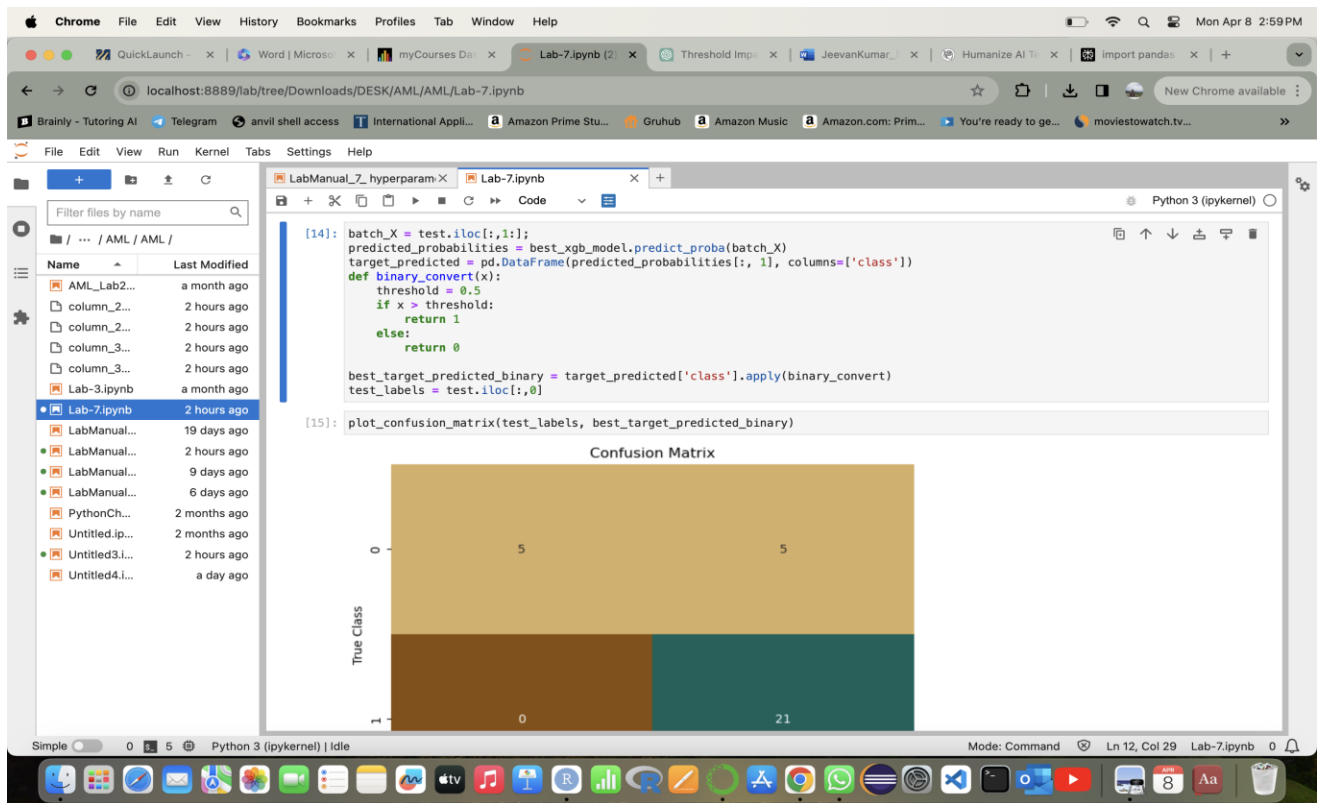 Chrome File Edit View History Bookmarks Profiles Tab Window Help Mon Apr 8 2:59 PM
QuickLaunch - Word | Microso myCourses Da Lab-7.ipynb (2) Threshold Impa JeevanKumar_ Humanize AI Te import pandas
localhost:8889/lab/tree/Downloads/DESK/AML/AML/Lab-7.ipynb New Chrome available
Brainly - Tutoring AI Telegram anvil shell access International Appli... Amazon Prime Stu... Gruhub Amazon Music Amazon.com: Prim... You're ready to ge... moviestowatch.tv... »
File Edit View Run Kernel Tabs Settings Help
LabManual_7_ hyperparam Lab-7.ipynb
Code Python 3 (ipykernel)
Filter files by name
/ ··· / AML / AML /
Name Last Modified
AML_Lab2... a month ago
column_2... 2 hours ago
column_2... 2 hours ago
column_3... 2 hours ago
column_3... 2 hours ago
Lab-3.ipynb a month ago
Lab-7.ipynb 2 hours ago
LabManual... 19 days ago
LabManual... 2 hours ago
LabManual... 9 days ago
LabManual... 6 days ago
PythonCh... 2 months ago
Untitled.ip... 2 months ago
Untitled3.i... 2 hours ago
Untitled4.i... a day ago
[14]: batch_X = test.iloc[:,1:];
predicted_probabilities = best_xgb_model.predict_proba(batch_X)
target_predicted = pd.DataFrame(predicted_probabilities[:, 1], columns=['class'])
def binary_convert(x):
    threshold = 0.5
    if x > threshold:
        return 1
    else:
        return 0
best_target_predicted_binary = target_predicted['class'].apply(binary_convert)
test_labels = test.iloc[:,0]
[15]: plot_confusion_matrix(test_labels, best_target_predicted_binary)
Confusion Matrix
True Class
0
5 5
1
0 21
Simple 0 5 Python 3 (ipykernel) | Idle Mode: Command Ln 12, Col 29 Lab-7.ipynb 0
tv
APR
8
Aa